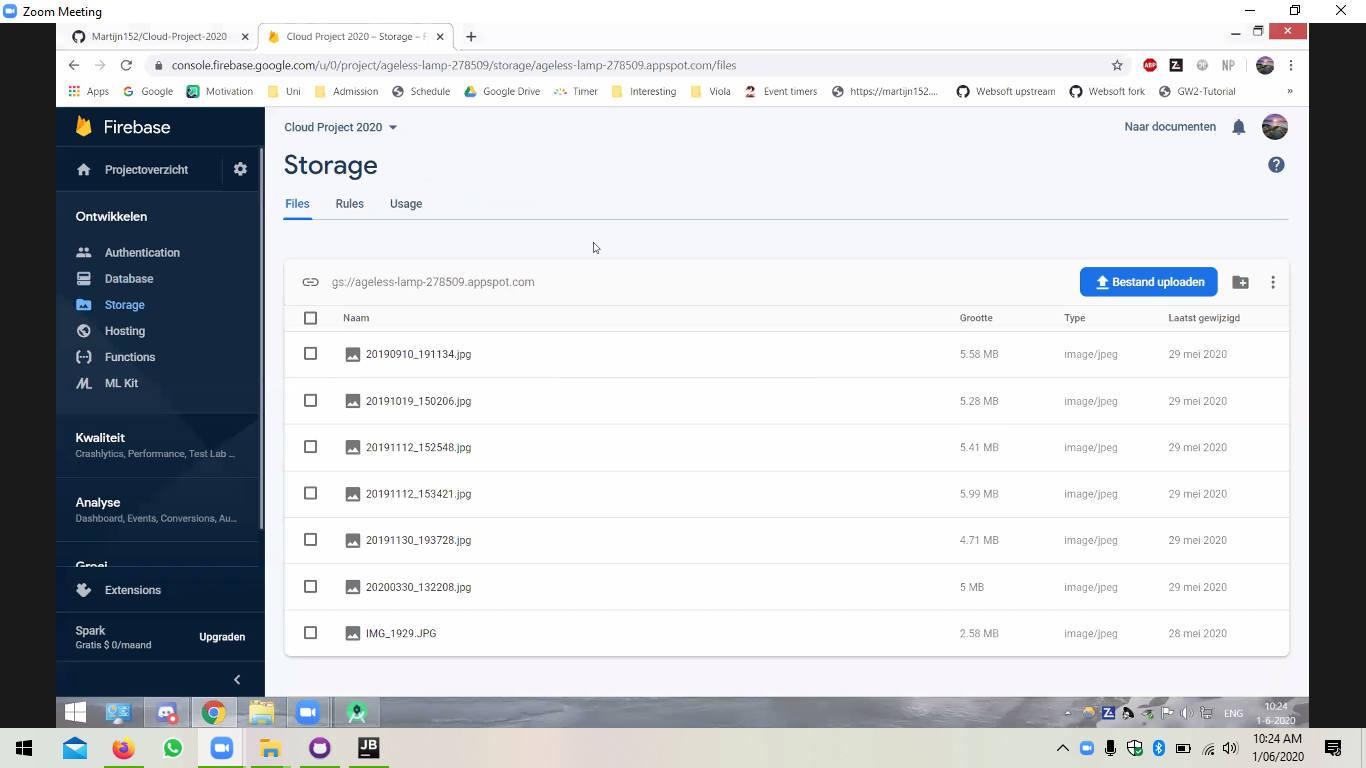 Zoom Meeting
Martijn152/Cloud-Project-2020
Cloud Project 2020 – Storage – F
console.firebase.google.com/u/0/project/ageless-lamp-278509/storage/ageless-lamp-278509.appspot.com/files
ABP
NP
Apps
Google
Motivation
Uni
Admission
Schedule
Google Drive
Timer
Interesting
Viola
Event timers
https://martijn152....
Websoft upstream
Websoft fork
GW2-Tutorial
»
Firebase
Cloud Project 2020
Naar documenten
Projectoverzicht
Storage
Files
Rules
Usage
Ontwikkelen
Authentication
Database
Storage
Hosting
Functions
ML Kit
Kwaliteit
Crashlytics, Performance, Test Lab ...
Analyse
Dashboard, Events, Conversions, Au...
Groei
Extensions
Spark
Gratis $ 0/maand
Upgraden
gs://ageless-lamp-278509.appspot.com
Bestand uploaden
Naam Grootte Type Laatst gewijzigd
20190910_191134.jpg 5.58 MB image/jpeg 29 mei 2020
20191019_150206.jpg 5.28 MB image/jpeg 29 mei 2020
20191112_152548.jpg 5.41 MB image/jpeg 29 mei 2020
20191112_153421.jpg 5.99 MB image/jpeg 29 mei 2020
20191130_193728.jpg 4.71 MB image/jpeg 29 mei 2020
20200330_132208.jpg 5 MB image/jpeg 29 mei 2020
IMG_1929.JPG 2.58 MB image/jpeg 28 mei 2020
ENG
10:24
1-6-2020
JB
10:24 AM
1/06/2020